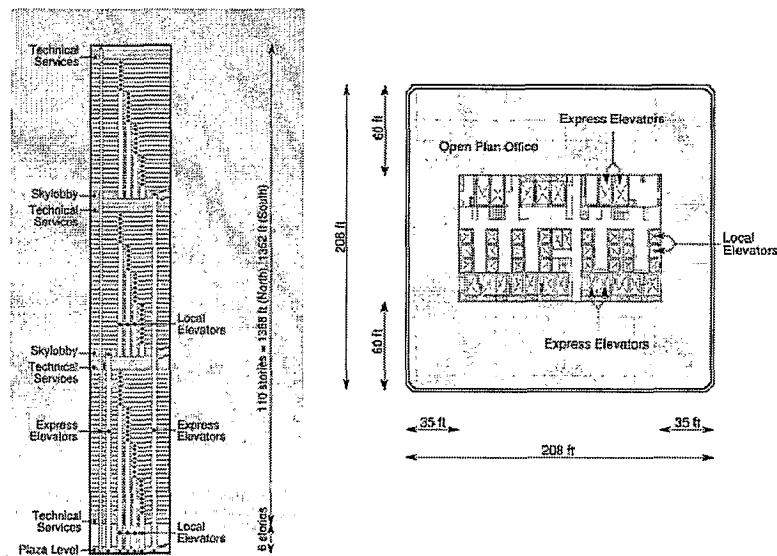 Technical
Services
Skylobby
Technical
Services
Local
Elevators
Skylobby
Technical
Services
Express
Elevators
Express
Elevators
Technical
Services
Local
Elevators
Plaza Level
110 stories = 1368 ft (North), 1362 ft (South)
6 stories
208 ft
60 ft
60 ft
Express Elevators
Open Plan Office
Local
Elevators
Express Elevators
35 ft
35 ft
208 ft